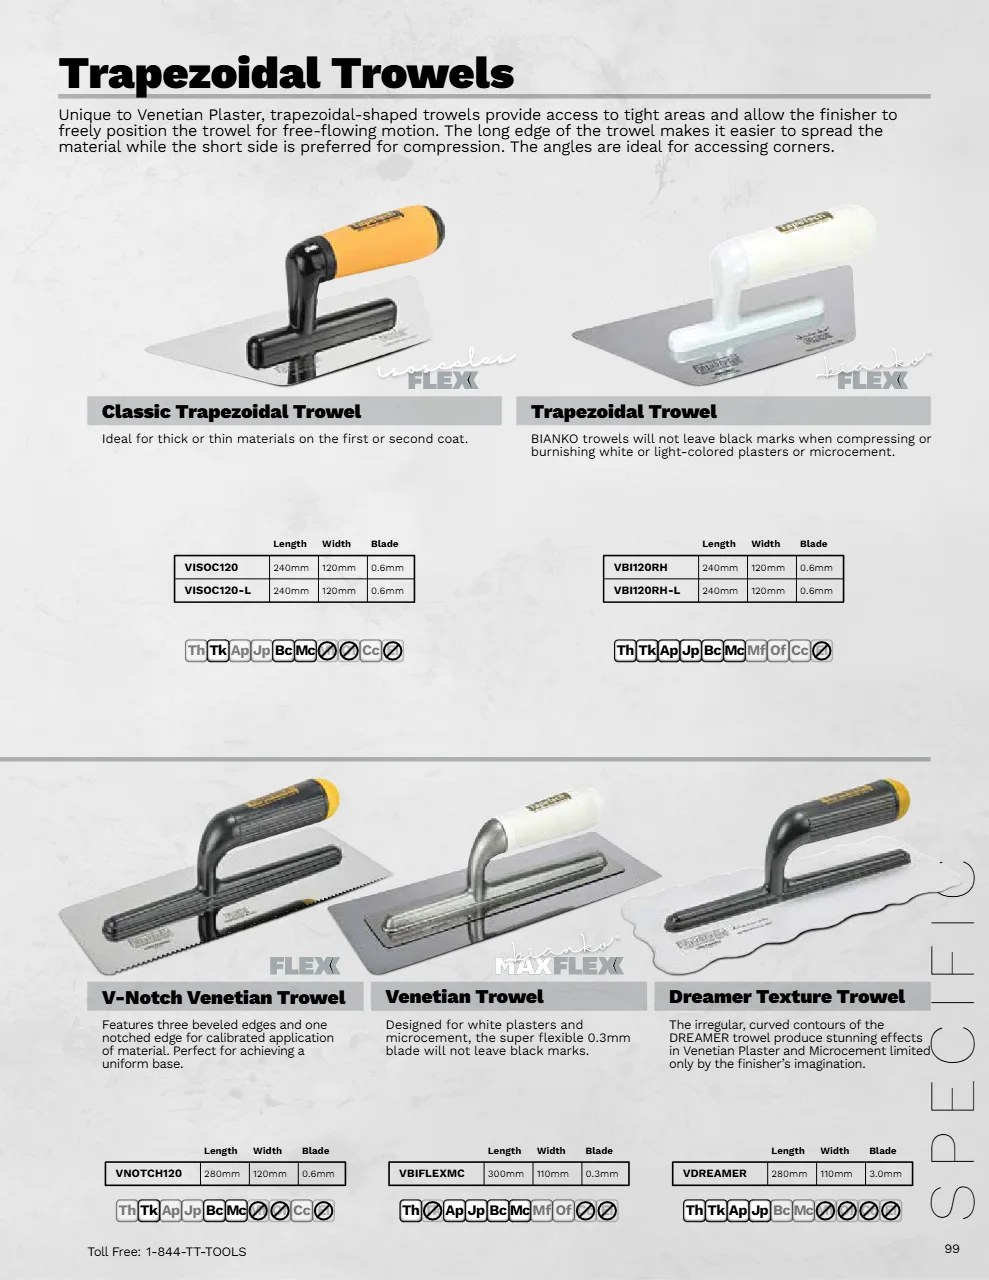 Trapezoidal Trowels
Unique to Venetian Plaster, trapezoidal-shaped trowels provide access to tight areas and allow the finisher to
freely position the trowel for free-flowing motion. The long edge of the trowel makes it easier to spread the
material while the short side is preferred for compression. The angles are ideal for accessing corners.
isosceles
FLEX
Classic Trapezoidal Trowel
Ideal for thick or thin materials on the first or second coat.
Length Width Blade
VISOC120 240mm 120mm 0.6mm
VISOC120-L 240mm 120mm 0.6mm
Th Tk Ap Jp Bc Mc Cc
bianko™
FLEX
Trapezoidal Trowel
BIANKO trowels will not leave black marks when compressing or
burnishing white or light-colored plasters or microcement.
Length Width Blade
VBI120RH 240mm 120mm 0.6mm
VBI120RH-L 240mm 120mm 0.6mm
Th Tk Ap Jp Bc Mc Mf Of Cc
FLEX
V-Notch Venetian Trowel
Features three beveled edges and one
notched edge for calibrated application
of material. Perfect for achieving a
uniform base.
Length Width Blade
VNOTCH120 280mm 120mm 0.6mm
Th Tk Ap Jp Bc Mc Cc
bianko™
MAXFLEX
Venetian Trowel
Designed for white plasters and
microcement, the super flexible 0.3mm
blade will not leave black marks.
Length Width Blade
VBIFLEXMC 300mm 110mm 0.3mm
Th Ap Jp Bc Mc Mf Of
Dreamer Texture Trowel
The irregular, curved contours of the
DREAMER trowel produce stunning effects
in Venetian Plaster and Microcement limited
only by the finisher's imagination.
Length Width Blade
VDREAMER 280mm 110mm 3.0mm
Th Tk Ap Jp Bc Mc
SPECIFIC
Toll Free: 1-844-TT-TOOLS
99